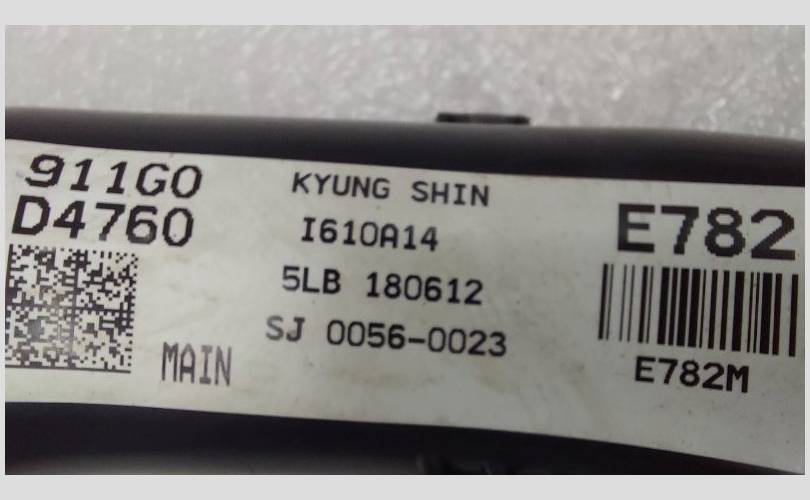 911G0
D4760
MAIN
KYUNG SHIN
I610A14
5LB 180612
SJ 0056-0023
E782
E782M